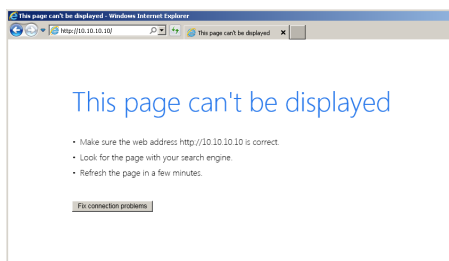 This page can't be displayed - Windows Internet Explorer
http://10.10.10.10/
This page can't be displayed
This page can't be displayed
• Make sure the web address http://10.10.10.10 is correct.
• Look for the page with your search engine.
• Refresh the page in a few minutes.
Fix connection problems